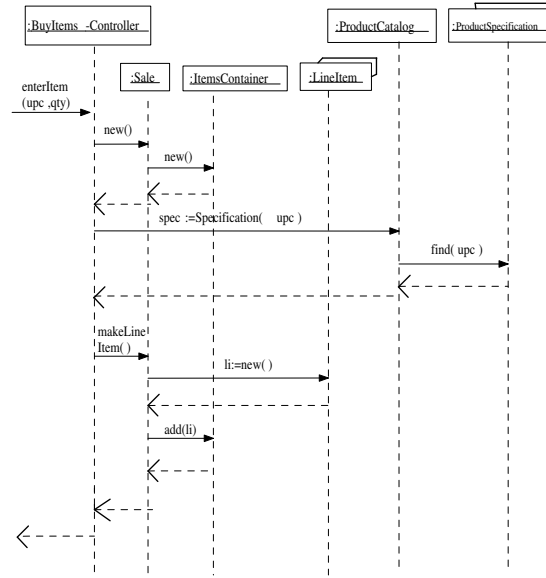 :BuyItems -Controller
:ProductCatalog
:ProductSpecification
:Sale
:ItemsContainer
:LineItem
enterItem
(upc ,qty)
new()
new()
spec :=Specification( upc )
find( upc )
makeLine
Item( )
li:=new( )
add(li)